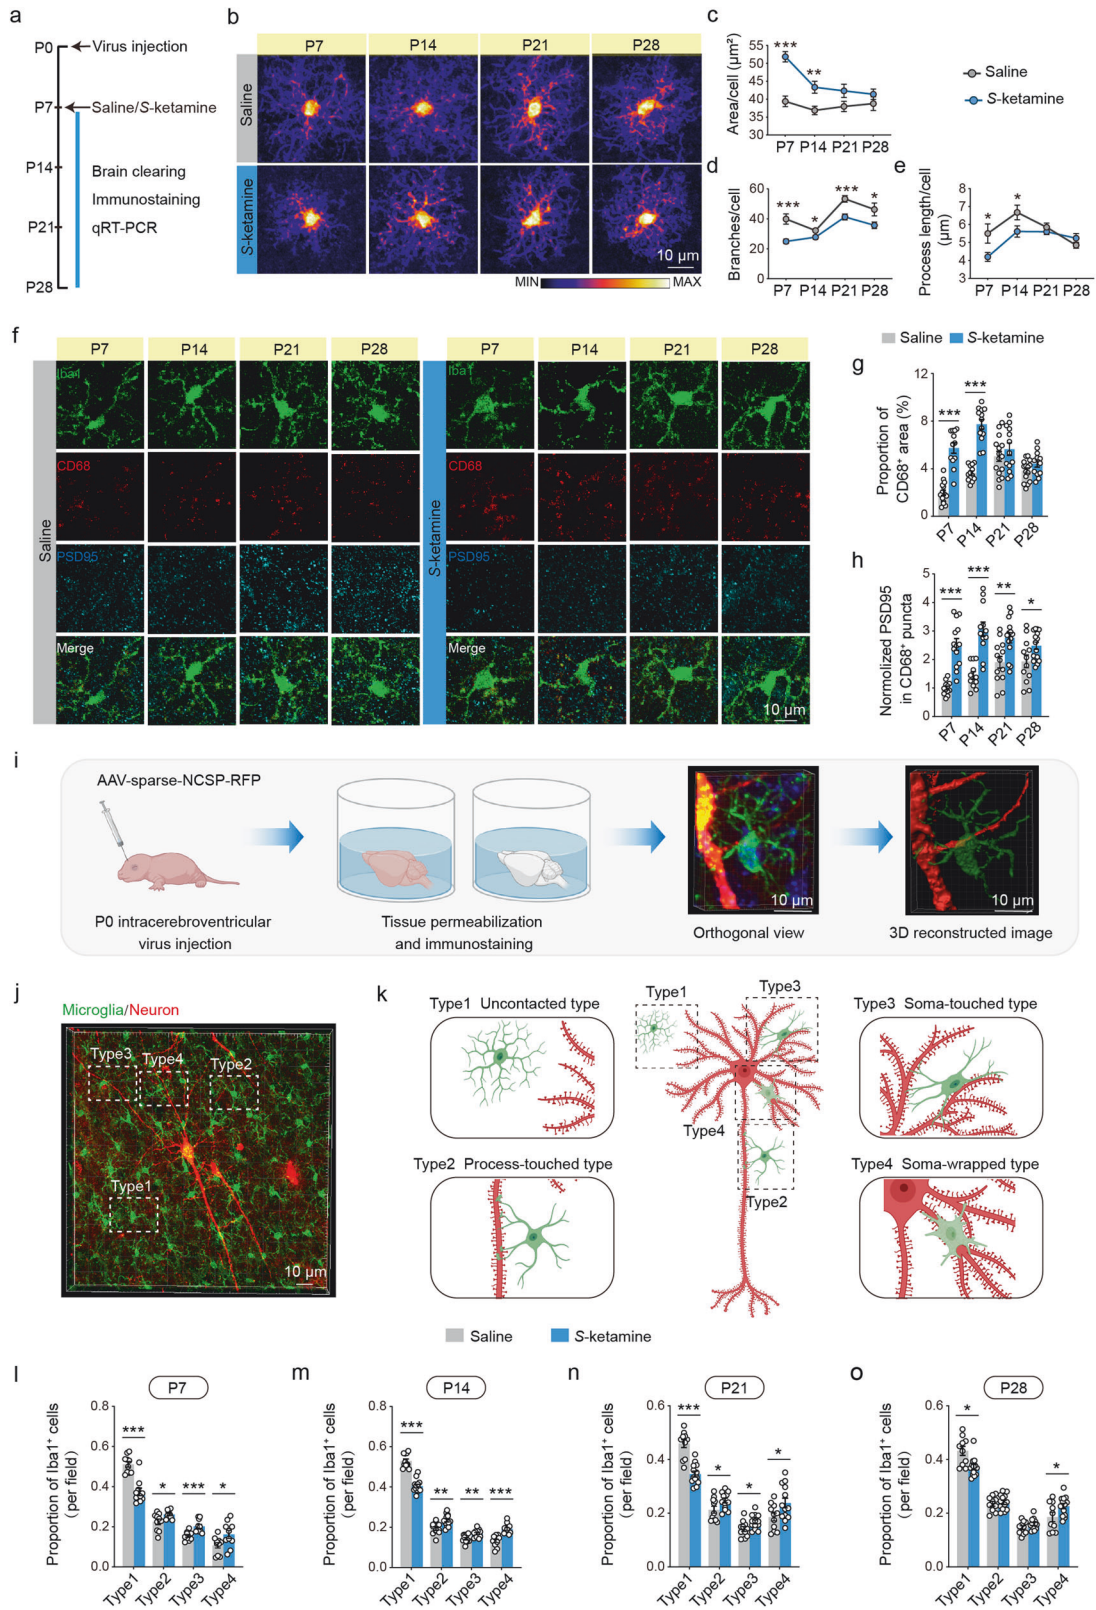 a
P0
Virus injection
P7
Saline/S-ketamine
P14
Brain clearing
Immunostaining
P21
qRT-PCR
P28
b
P7 P14 P21 P28
Saline
S-ketamine
10 µm
MIN MAX
c
Area/cell (µm²)
55
50
45
40
35
30
*** **
P7 P14 P21 P28
Saline
S-ketamine
d
Branches/cell
60
40
20
0
*** * *** *
P7 P14 P21 P28
e
Process length/cell
(µm)
8
7
6
5
4
3
* *
P7 P14 P21 P28
f
P7 P14 P21 P28 P7 P14 P21 P28
Saline
S-ketamine
Iba1 Iba1
CD68 CD68
PSD95 PSD95
Merge Merge
10 µm
Saline S-ketamine
g
Proportion of
CD68⁺ area (%)
12
8
4
0
*** ***
P7 P14 P21 P28
h
Normalized PSD95
in CD68⁺ puncta
5
4
3
2
1
0
*** *** ** *
P7 P14 P21 P28
i
AAV-sparse-NCSP-RFP
P0 intracerebroventricular
virus injection
Tissue permeabilization
and immunostaining
10 µm
Orthogonal view
10 µm
3D reconstructed image
j
Microglia/Neuron
Type3 Type4 Type2
Type1
10 µm
k
Type1 Uncontacted type
Type2 Process-touched type
Type1
Type3
Type4
Type2
Type3 Soma-touched type
Type4 Soma-wrapped type
Saline S-ketamine
l
P7
Proportion of Iba1⁺ cells
(per field)
0.8
0.6
0.4
0.2
0.0
*** * *** *
Type1 Type2 Type3 Type4
m
P14
Proportion of Iba1⁺ cells
(per field)
0.8
0.6
0.4
0.2
0.0
*** ** ** ***
Type1 Type2 Type3 Type4
n
P21
Proportion of Iba1⁺ cells
(per field)
0.6
0.4
0.2
0.0
*** * * *
Type1 Type2 Type3 Type4
o
P28
Proportion of Iba1⁺ cells
(per field)
0.6
0.4
0.2
0.0
* *
Type1 Type2 Type3 Type4